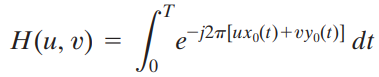 H(u, v) = ∫₀ᵀ e^{-j2π[ux₀(t)+vy₀(t)]} dt